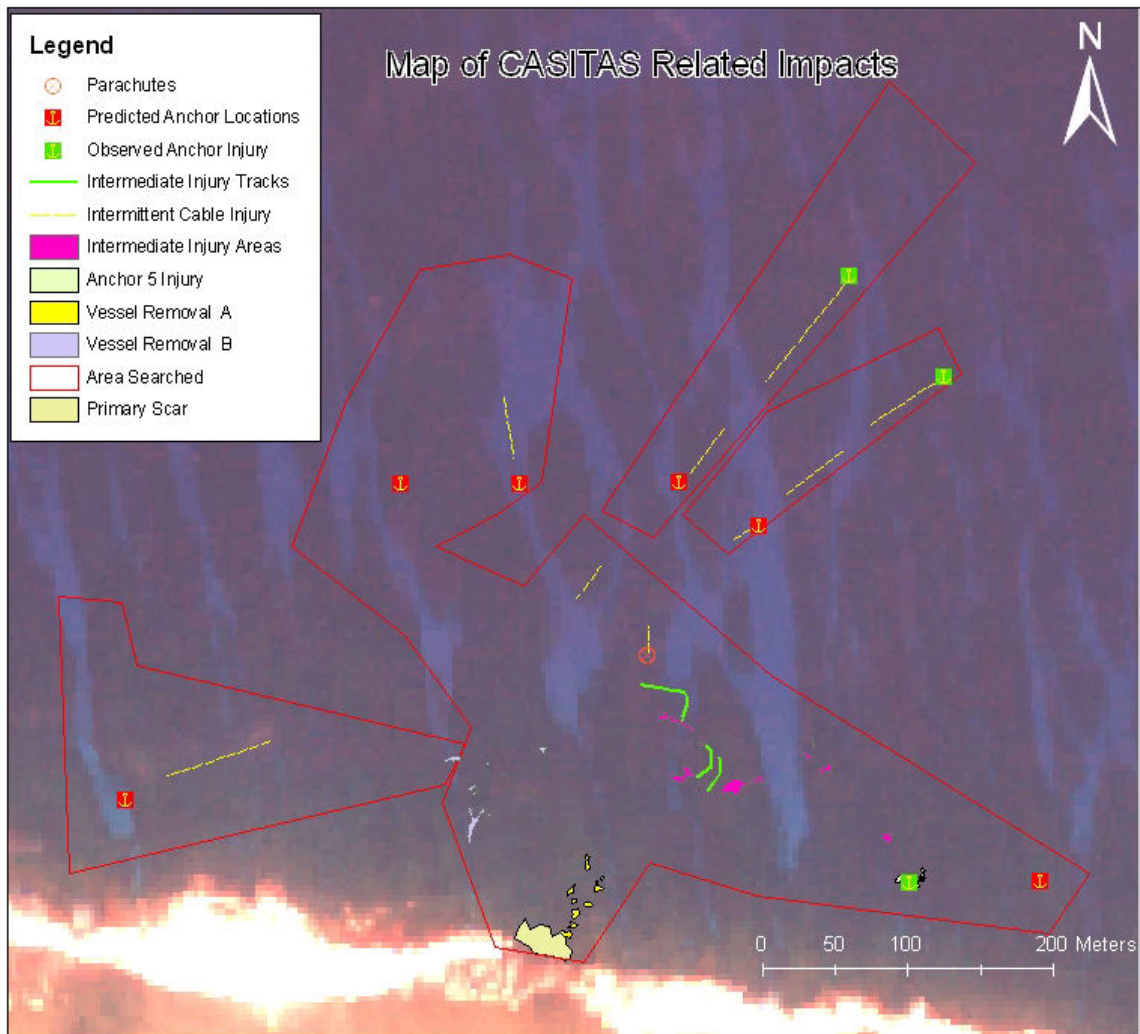 Legend
Parachutes
Predicted Anchor Locations
Observed Anchor Injury
Intermediate Injury Tracks
Intermittent Cable Injury
Intermediate Injury Areas
Anchor 5 Injury
Vessel Removal A
Vessel Removal B
Area Searched
Primary Scar
Map of CASITAS Related Impacts
N
0 50 100 200 Meters